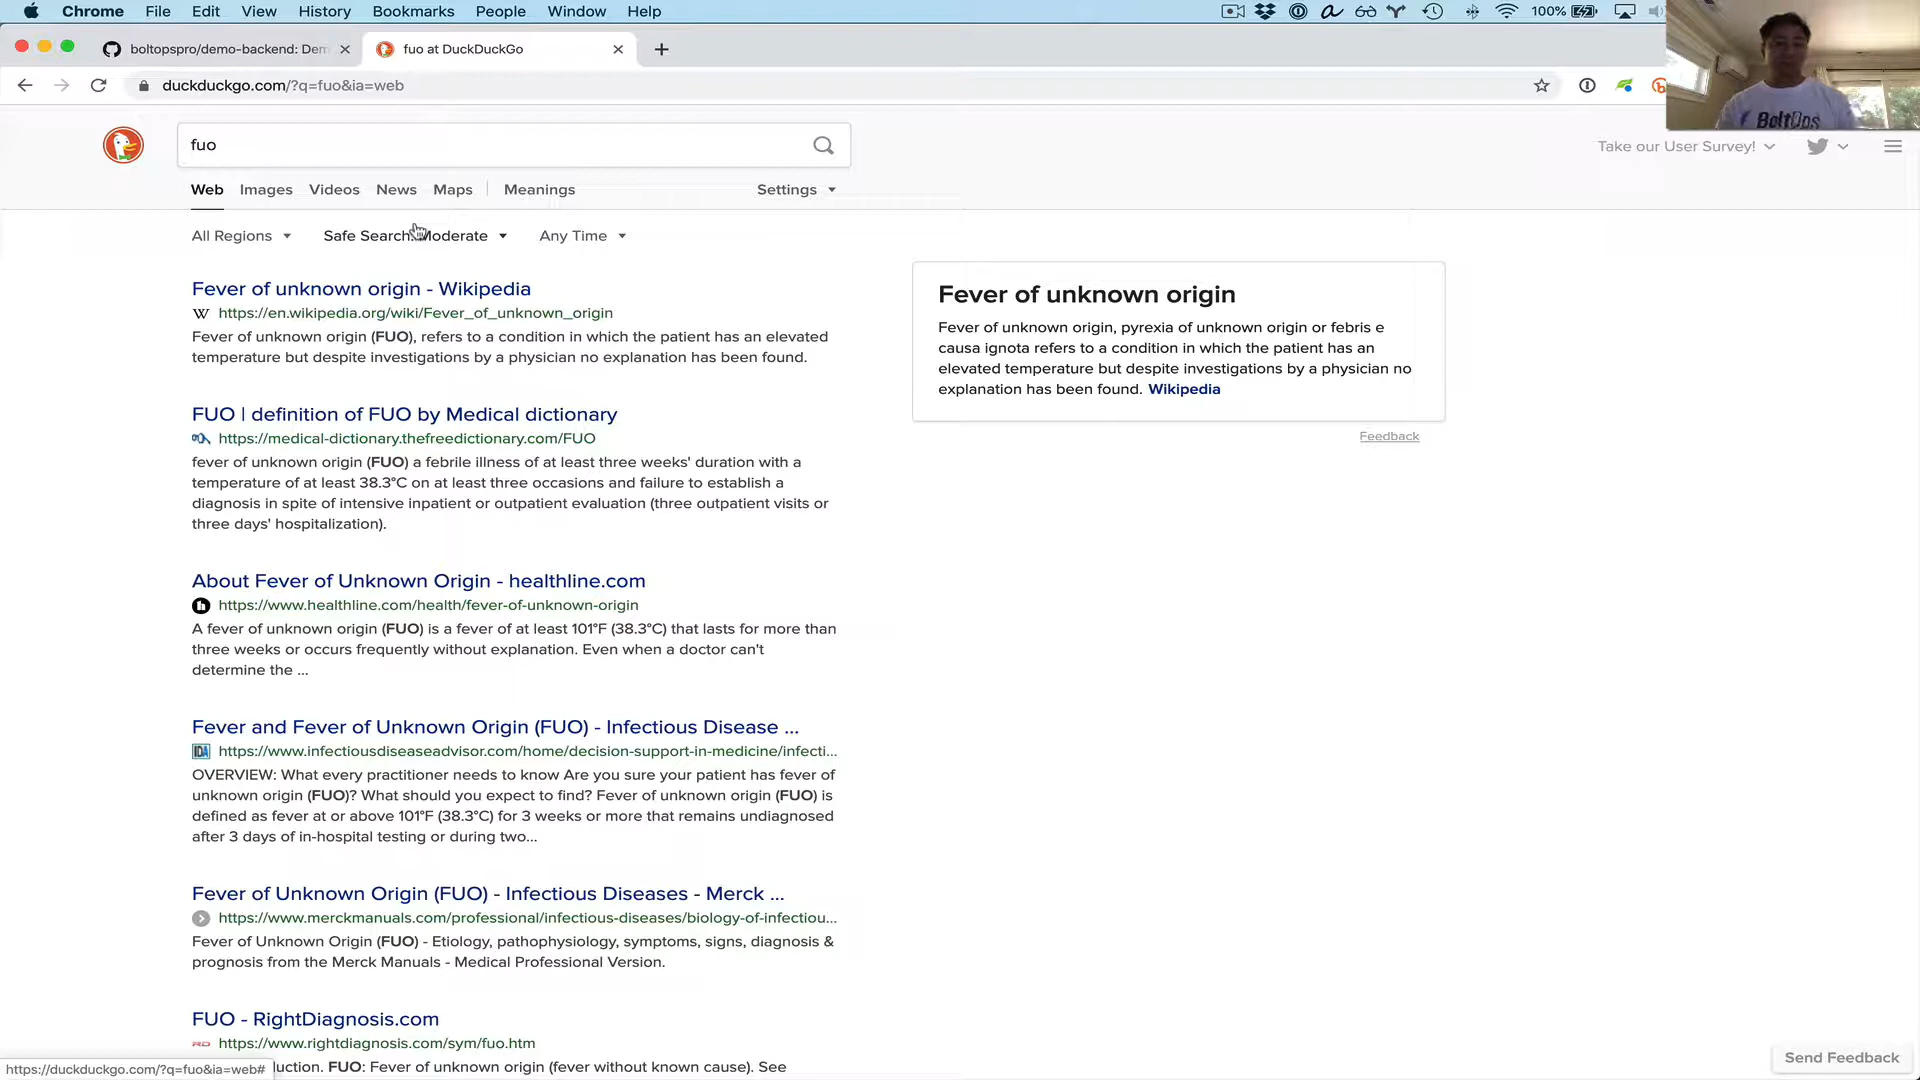 Chrome File Edit View History Bookmarks People Window Help 100%
boltopspro/demo-backend: Dem fuo at DuckDuckGo
duckduckgo.com/?q=fuo&ia=web
BoltOps
fuo
Take our User Survey!
Web Images Videos News Maps Meanings Settings
All Regions Safe Search: Moderate Any Time
Fever of unknown origin - Wikipedia
W https://en.wikipedia.org/wiki/Fever_of_unknown_origin
Fever of unknown origin (FUO), refers to a condition in which the patient has an elevated
temperature but despite investigations by a physician no explanation has been found.
Fever of unknown origin
Fever of unknown origin, pyrexia of unknown origin or febris e
causa ignota refers to a condition in which the patient has an
elevated temperature but despite investigations by a physician no
explanation has been found. Wikipedia
Feedback
FUO | definition of FUO by Medical dictionary
https://medical-dictionary.thefreedictionary.com/FUO
fever of unknown origin (FUO) a febrile illness of at least three weeks' duration with a
temperature of at least 38.3°C on at least three occasions and failure to establish a
diagnosis in spite of intensive inpatient or outpatient evaluation (three outpatient visits or
three days' hospitalization).
About Fever of Unknown Origin - healthline.com
h https://www.healthline.com/health/fever-of-unknown-origin
A fever of unknown origin (FUO) is a fever of at least 101°F (38.3°C) that lasts for more than
three weeks or occurs frequently without explanation. Even when a doctor can't
determine the ...
Fever and Fever of Unknown Origin (FUO) - Infectious Disease ...
IDA https://www.infectiousdiseaseadvisor.com/home/decision-support-in-medicine/infecti...
OVERVIEW: What every practitioner needs to know Are you sure your patient has fever of
unknown origin (FUO)? What should you expect to find? Fever of unknown origin (FUO) is
defined as fever at or above 101°F (38.3°C) for 3 weeks or more that remains undiagnosed
after 3 days of in-hospital testing or during two...
Fever of Unknown Origin (FUO) - Infectious Diseases - Merck ...
https://www.merckmanuals.com/professional/infectious-diseases/biology-of-infectiou...
Fever of Unknown Origin (FUO) - Etiology, pathophysiology, symptoms, signs, diagnosis &
prognosis from the Merck Manuals - Medical Professional Version.
FUO - RightDiagnosis.com
RD https://www.rightdiagnosis.com/sym/fuo.htm
uction. FUO: Fever of unknown origin (fever without known cause). See
https://duckduckgo.com/?q=fuo&ia=web#
Send Feedback